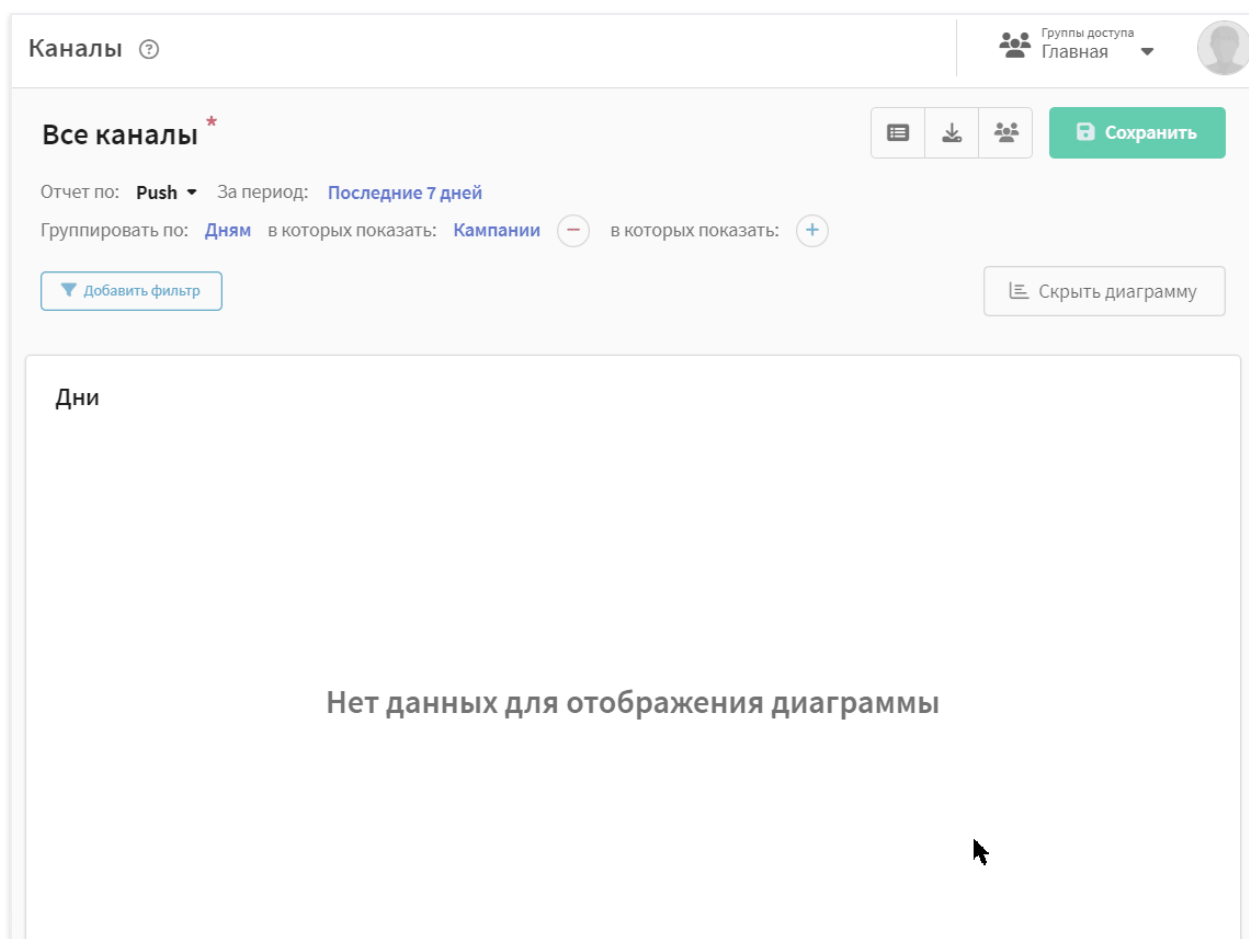 Каналы ?
Группы доступа
Главная
Все каналы *
Сохранить
Отчет по: Push За период: Последние 7 дней
Группировать по: Дням в которых показать: Кампании − в которых показать: +
Добавить фильтр
Скрыть диаграмму
Дни
Нет данных для отображения диаграммы